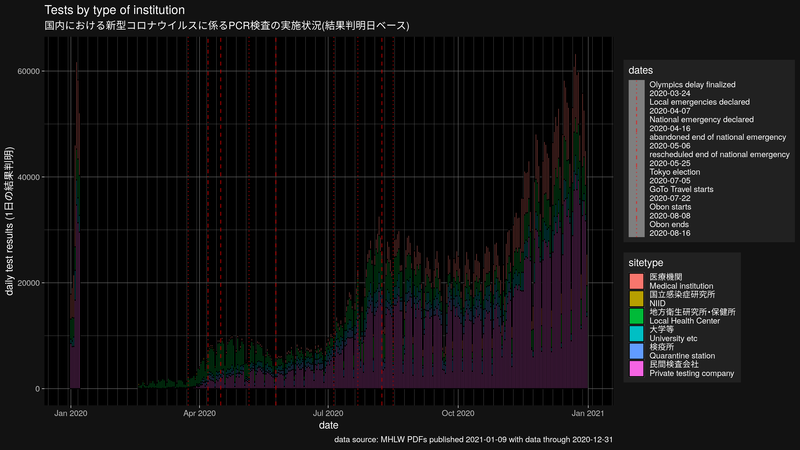 Tests by type of institution
国内における新型コロナウイルスに係るPCR検査の実施状況(結果判明日ベース)
daily test results (1日の結果判明)
60000
40000
20000
0
Jan 2020
Apr 2020
Jul 2020
Oct 2020
Jan 2021
date
data source: MHLW PDFs published 2021-01-09 with data through 2020-12-31
dates
Olympics delay finalized
2020-03-24
Local emergencies declared
2020-04-07
National emergency declared
2020-04-16
abandoned end of national emergency
2020-05-06
rescheduled end of national emergency
2020-05-25
Tokyo election
2020-07-05
GoTo Travel starts
2020-07-22
Obon starts
2020-08-08
Obon ends
2020-08-16
sitetype
医療機関
Medical institution
国立感染症研究所
NIID
地方衛生研究所・保健所
Local Health Center
大学等
University etc
検疫所
Quarantine station
民間検査会社
Private testing company